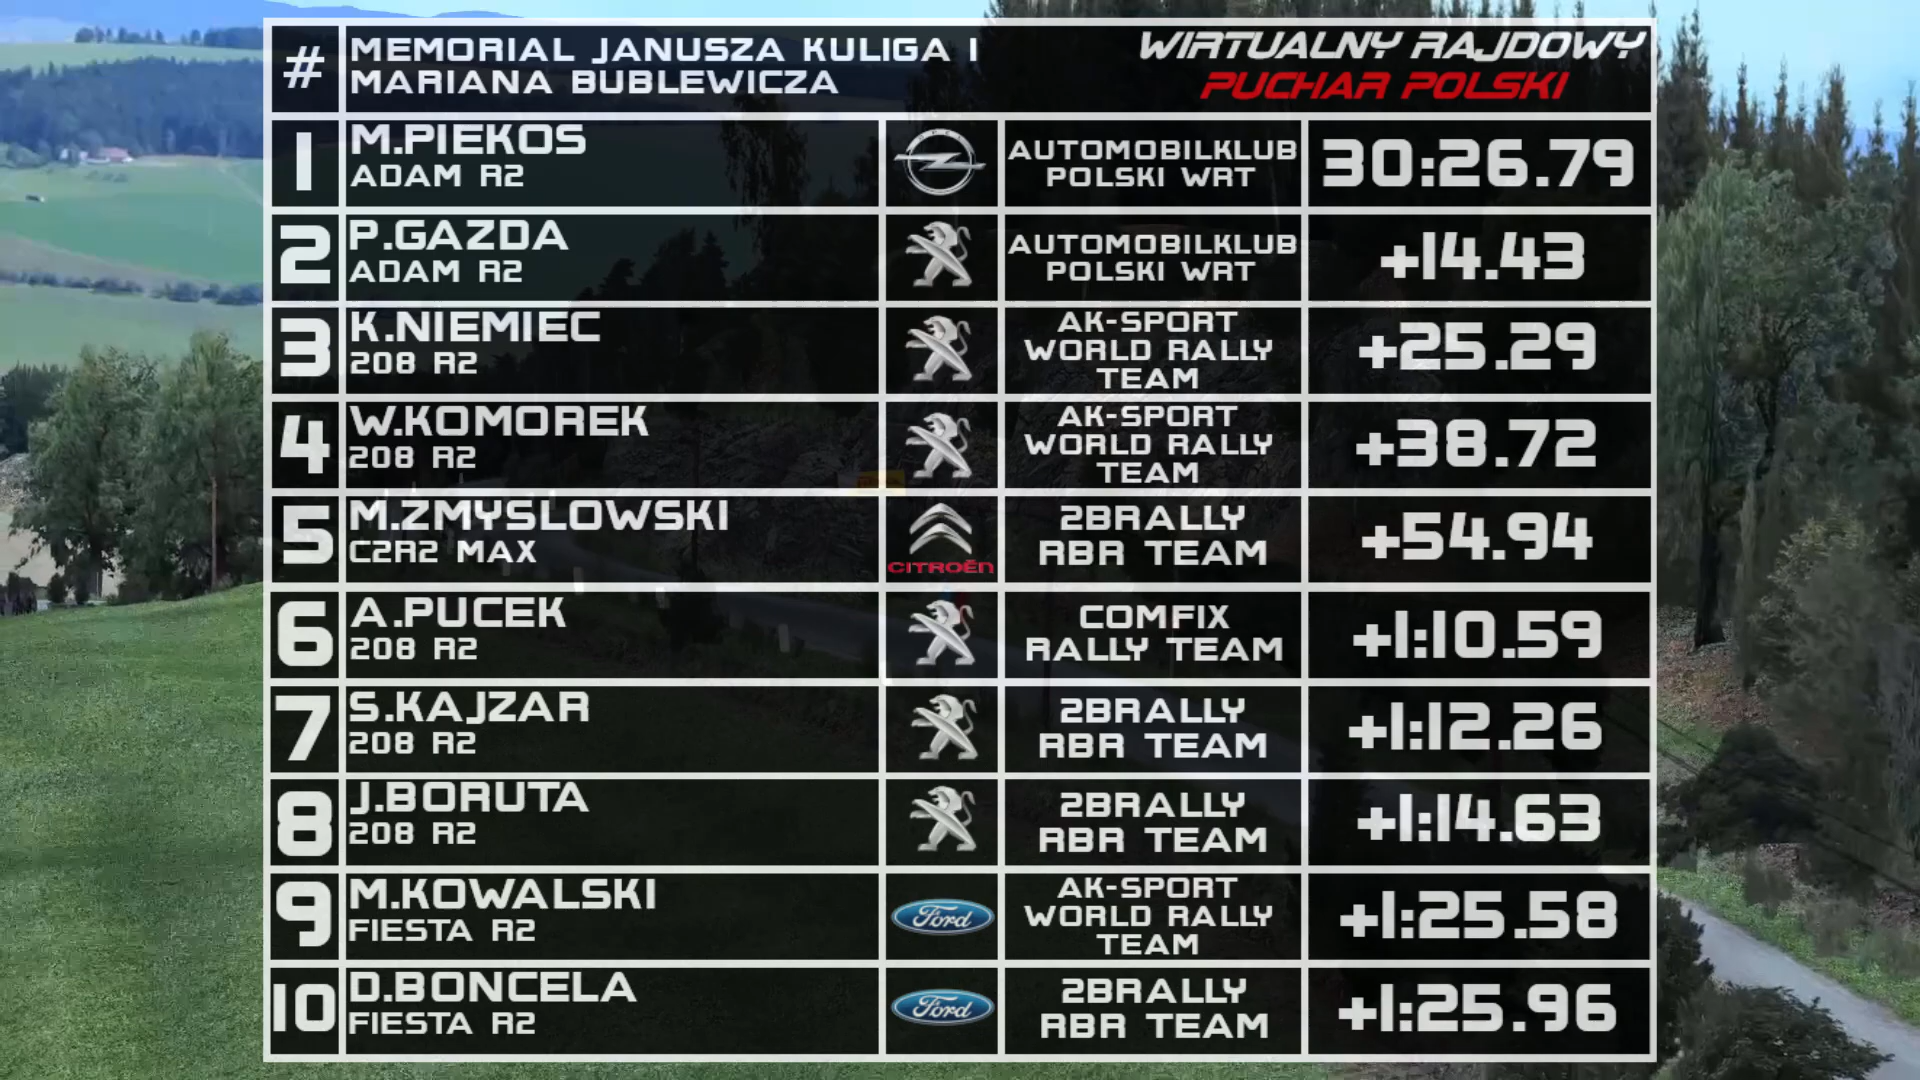 #
MEMORIAL JANUSZA KULIGA I
MARIANA BUBLEWICZA
WIRTUALNY RAJDOWY
PUCHAR POLSKI
1
M.PIEKOS
ADAM R2
OPEL
AUTOMOBILKLUB
POLSKI WRT
30:26.79
2
P.GAZDA
ADAM R2
AUTOMOBILKLUB
POLSKI WRT
+14.43
3
K.NIEMIEC
208 R2
AK-SPORT
WORLD RALLY
TEAM
+25.29
4
W.KOMOREK
208 R2
AK-SPORT
WORLD RALLY
TEAM
+38.72
5
M.ZMYSLOWSKI
C2R2 MAX
CITROËN
2BRALLY
RBR TEAM
+54.94
6
A.PUCEK
208 R2
COMFIX
RALLY TEAM
+1:10.59
7
S.KAJZAR
208 R2
2BRALLY
RBR TEAM
+1:12.26
8
J.BORUTA
208 R2
2BRALLY
RBR TEAM
+1:14.63
9
M.KOWALSKI
FIESTA R2
Ford
AK-SPORT
WORLD RALLY
TEAM
+1:25.58
10
D.BONCELA
FIESTA R2
Ford
2BRALLY
RBR TEAM
+1:25.96